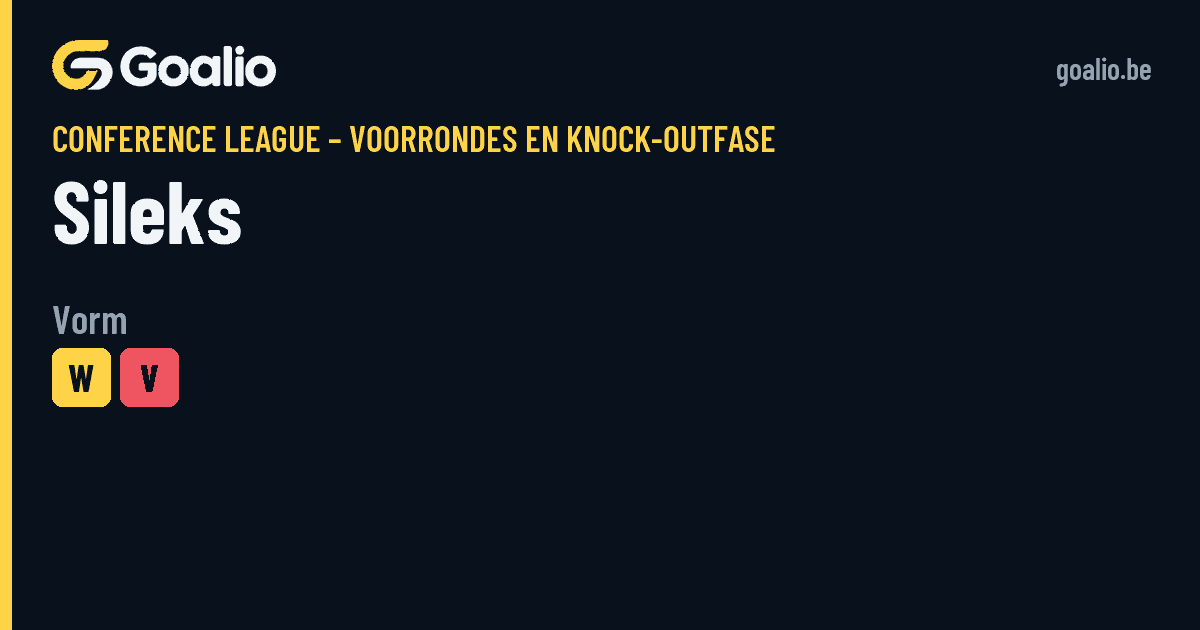 Goalio
goalio.be
CONFERENCE LEAGUE – VOORRONDES EN KNOCK-OUTFASE
Sileks
Vorm
W V